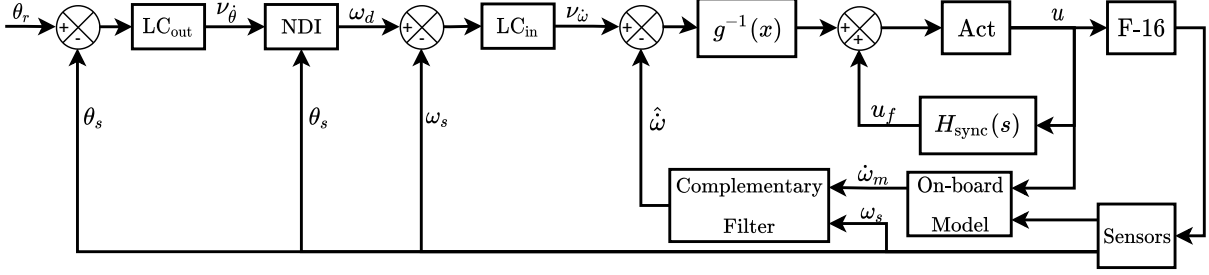 θ_r
+
-
LC_out
ν_θ̇
NDI
ω_d
+
-
LC_in
ν_ω̇
+
-
g⁻¹(x)
+
+
Act
u
F-16
θ_s
θ_s
ω_s
ω̇̂
u_f
H_sync(s)
Complementary
Filter
ω̇_m
ω_s
On-board
Model
Sensors